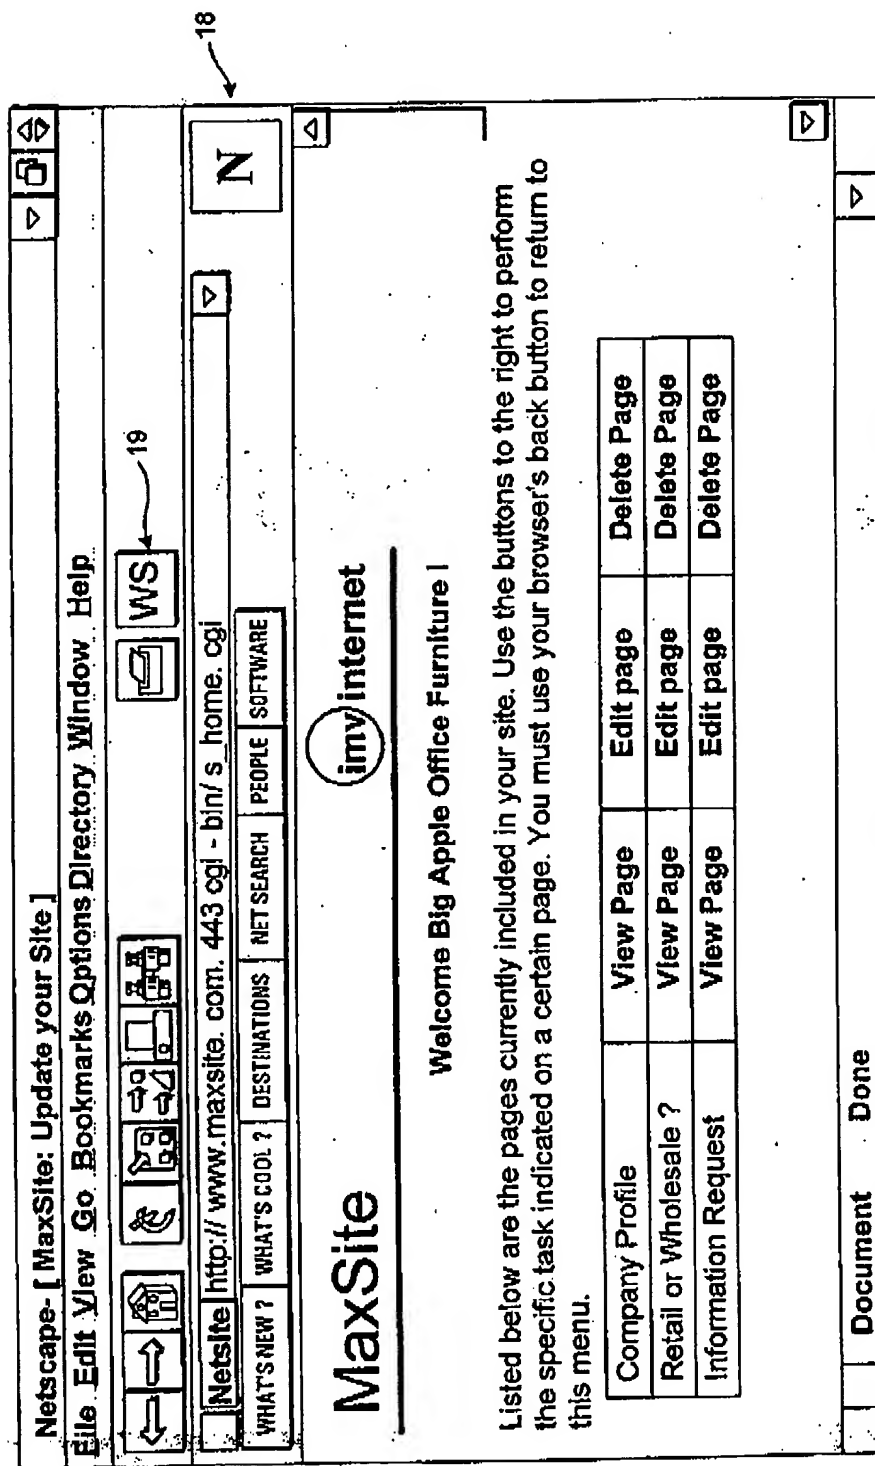 Netscape- [ MaxSite: Update your Site ]
File Edit View Go Bookmarks Options Directory Window Help
WS
19
Netsite http:// www.maxsite. com. 443 cgi - bin/ s_home. cgi
N
18
WHAT'S NEW ? WHAT'S COOL ? DESTINATIONS NET SEARCH PEOPLE SOFTWARE
MaxSite imv internet
Welcome Big Apple Office Furniture !
Listed below are the pages currently included in your site. Use the buttons to the right to perform
the specific task indicated on a certain page. You must use your browser's back button to return to
this menu.
Company Profile View Page Edit page Delete Page
Retail or Wholesale ? View Page Edit page Delete Page
Information Request View Page Edit page Delete Page
Document Done